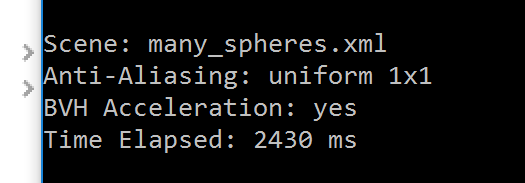 Scene: many_spheres.xml
Anti-Aliasing: uniform 1x1
BVH Acceleration: yes
Time Elapsed: 2430 ms